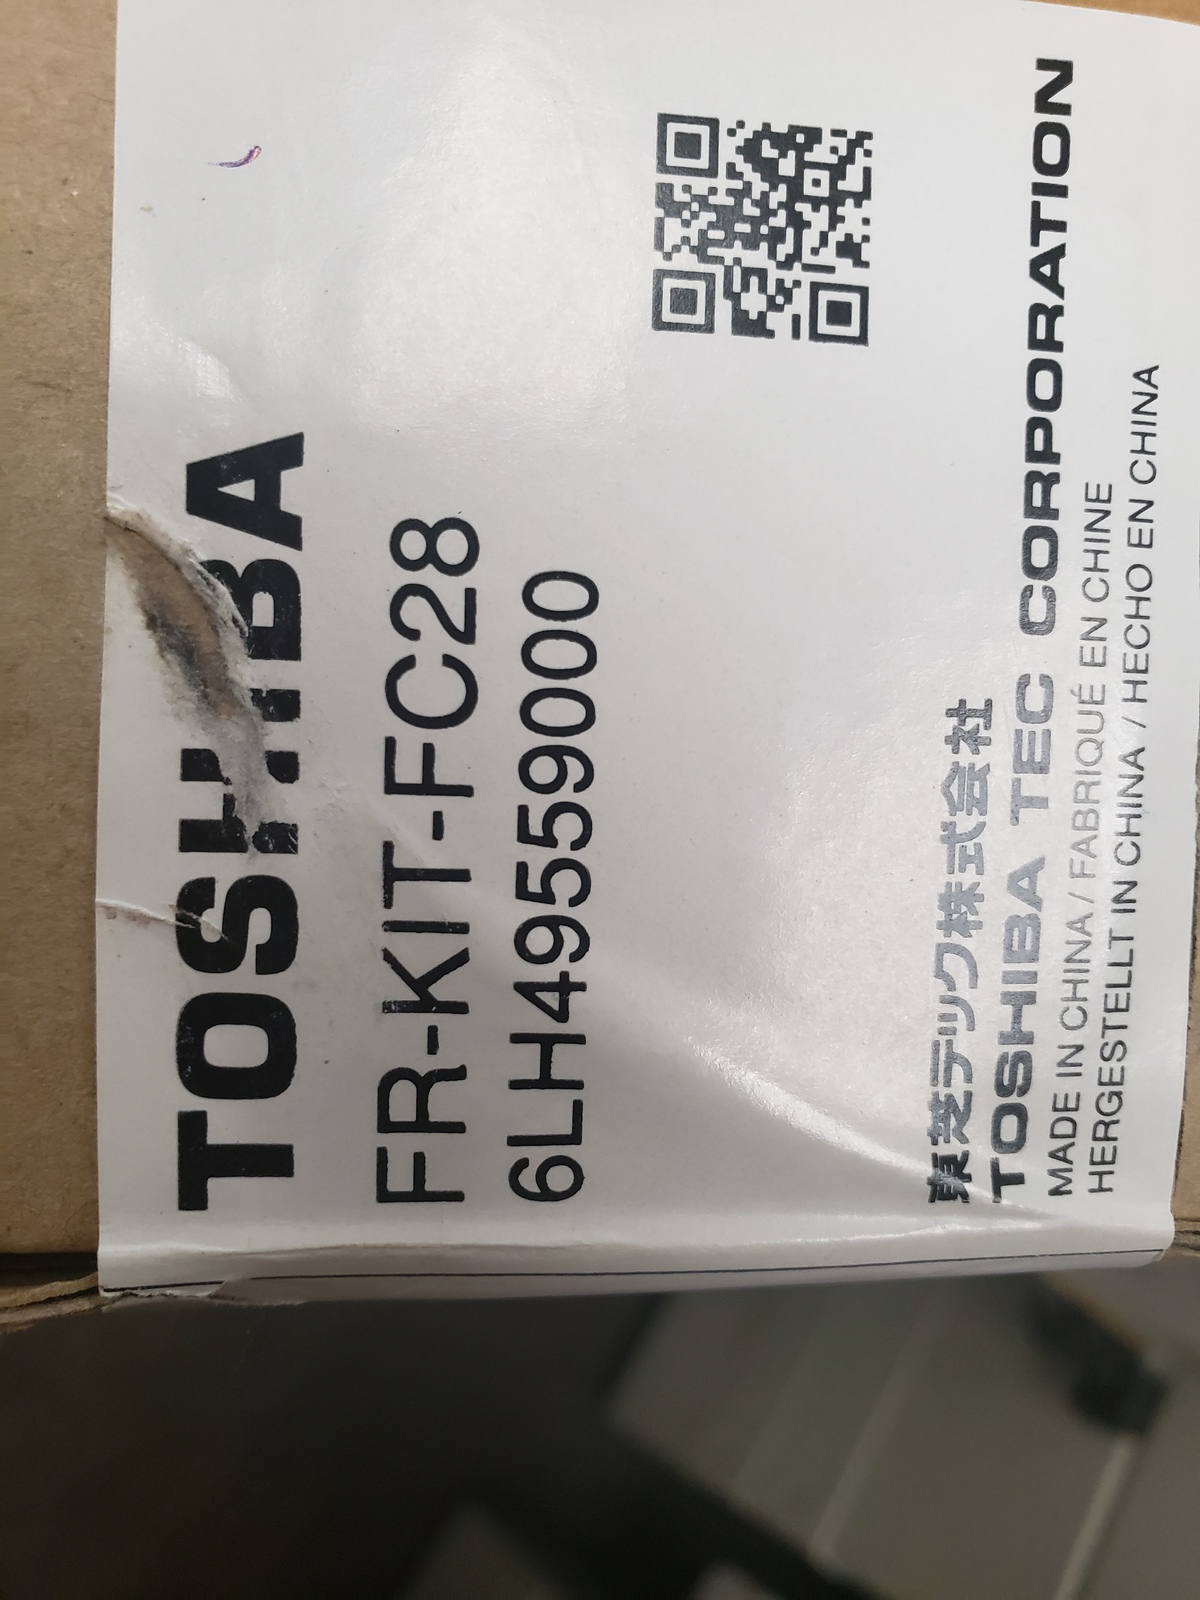 TOSHIBA
FR-KIT-FC28
6LH49559000
東芝テック株式会社
TOSHIBA TEC CORPORATION
MADE IN CHINA / FABRIQUÉ EN CHINE
HERGESTELLT IN CHINA / HECHO EN CHINA